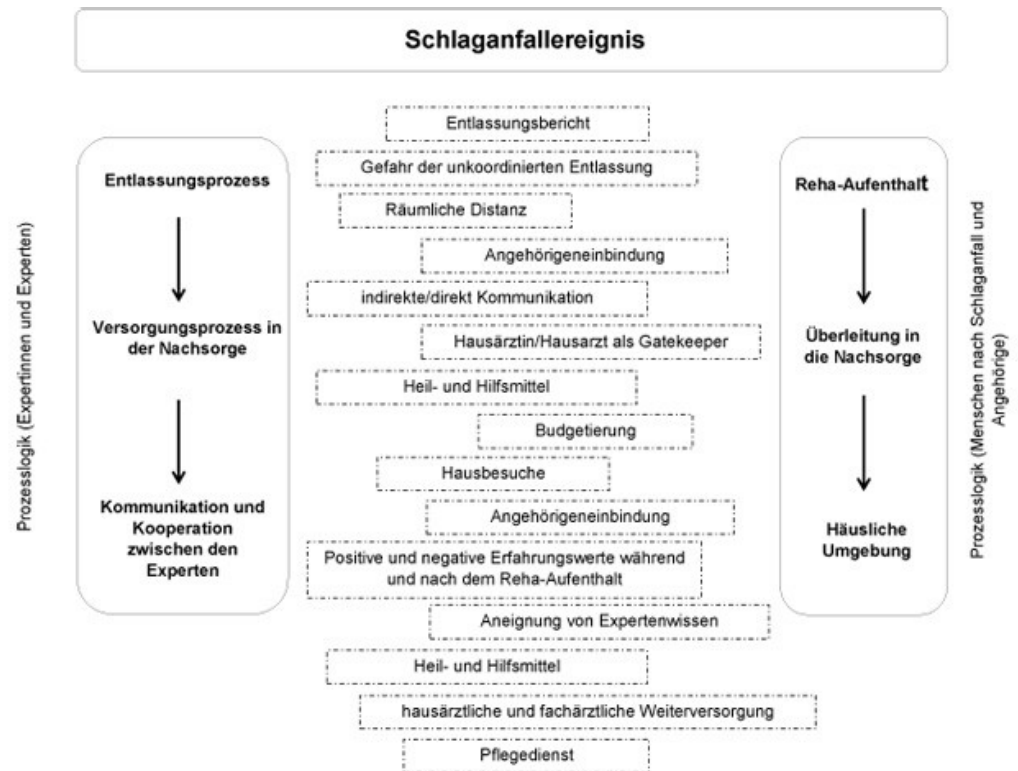 Schlaganfallereignis
Prozesslogik (Expertinnen und Experten)
Entlassungsprozess
Versorgungsprozess in
der Nachsorge
Kommunikation und
Kooperation
zwischen den
Experten
Entlassungsbericht
Gefahr der unkoordinierten Entlassung
Räumliche Distanz
Angehörigeneinbindung
indirekte/direkt Kommunikation
Hausärztin/Hausarzt als Gatekeeper
Heil- und Hilfsmittel
Budgetierung
Hausbesuche
Angehörigeneinbindung
Positive und negative Erfahrungswerte während
und nach dem Reha-Aufenthalt
Aneignung von Expertenwissen
Heil- und Hilfsmittel
hausärztliche und fachärztliche Weiterversorgung
Pflegedienst
Reha-Aufenthalt
Überleitung in
die Nachsorge
Häusliche
Umgebung
Prozesslogik (Menschen nach Schlaganfall und
Angehörige)